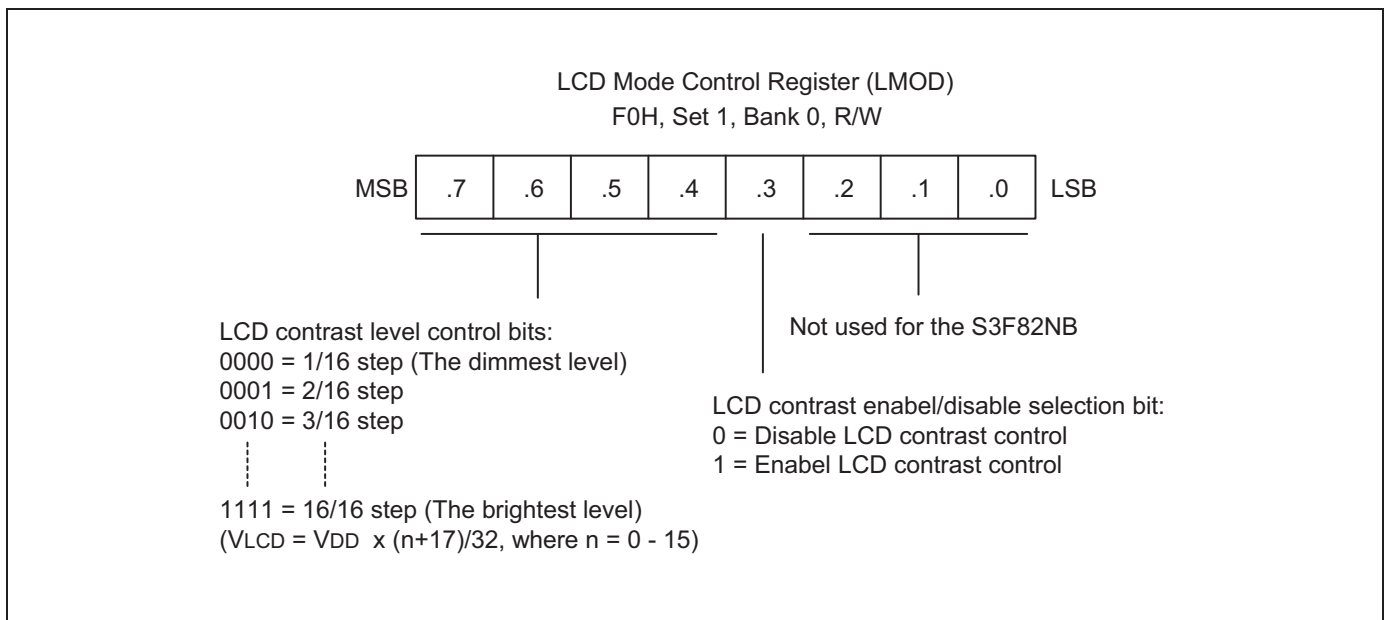 LCD Mode Control Register (LMOD)
F0H, Set 1, Bank 0, R/W
MSB .7 .6 .5 .4 .3 .2 .1 .0 LSB
LCD contrast level control bits:
0000 = 1/16 step (The dimmest level)
0001 = 2/16 step
0010 = 3/16 step
1111 = 16/16 step (The brightest level)
(VLCD = VDD x (n+17)/32, where n = 0 - 15)
Not used for the S3F82NB
LCD contrast enabel/disable selection bit:
0 = Disable LCD contrast control
1 = Enabel LCD contrast control